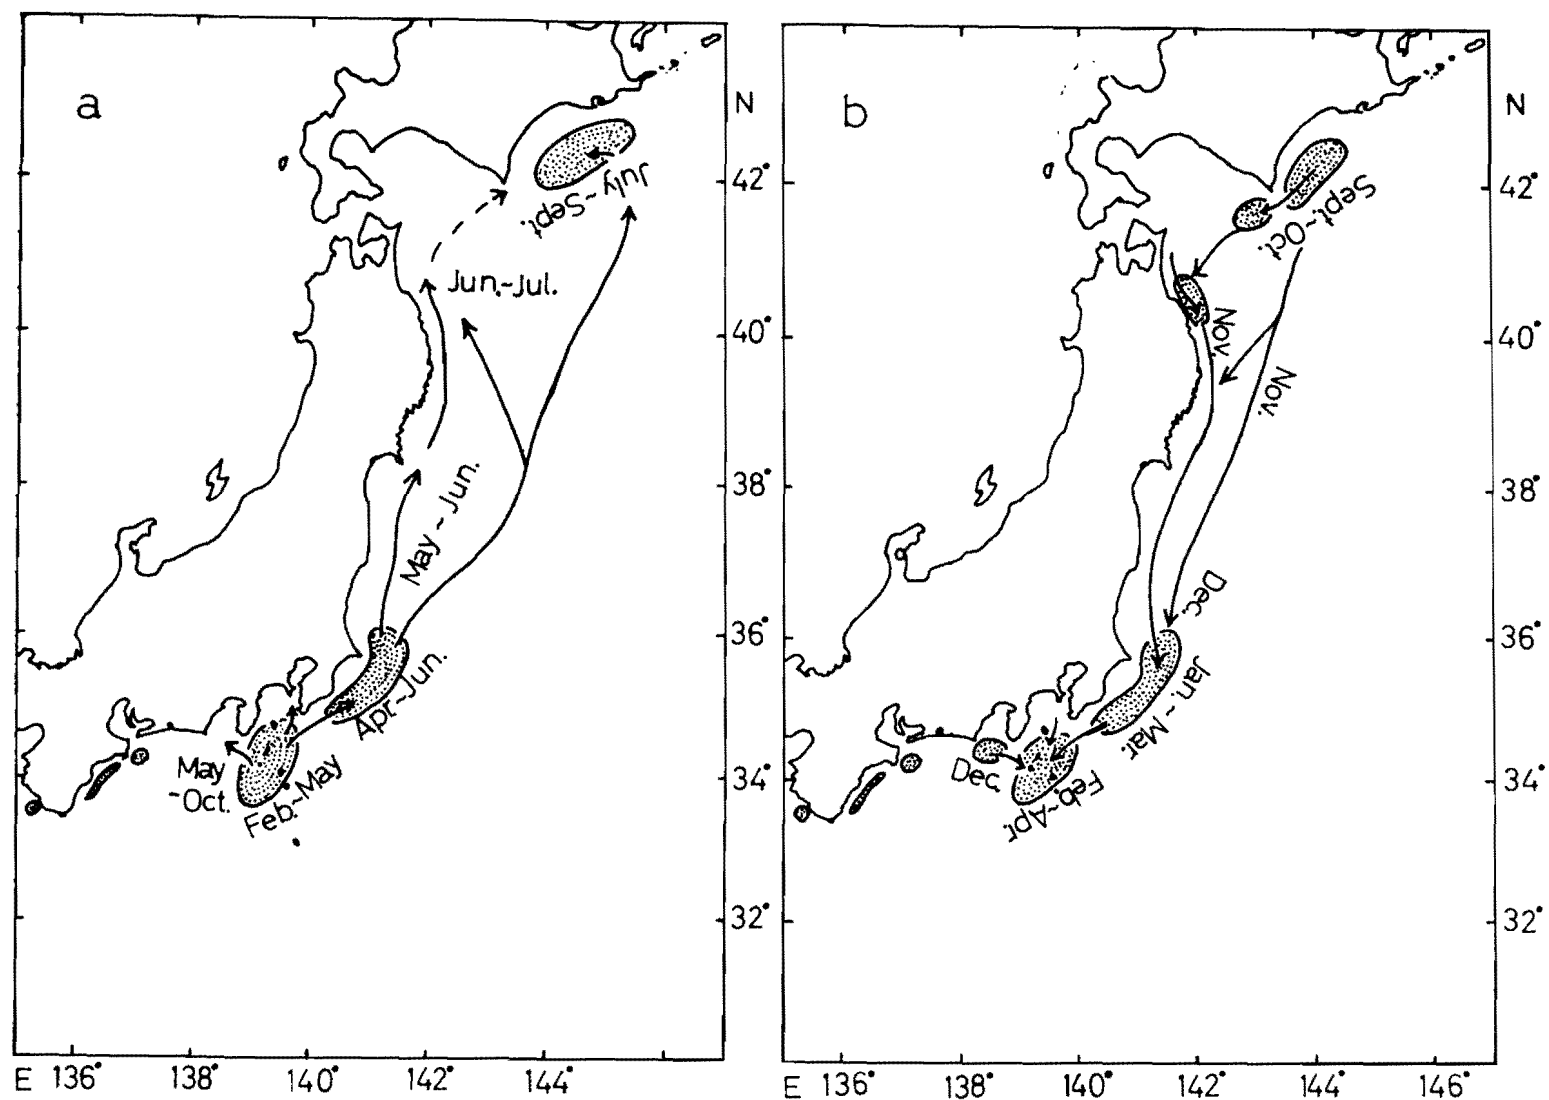 a
N
42°
July~Sept.
Jun.~Jul.
40°
38°
May ~ Jun.
36°
Apr.~Jun.
May
~Oct.
Feb.~May
34°
32°
E 136° 138° 140° 142° 144°
b
N
42°
Sept.~Oct.
Nov.
40°
Nov.
38°
Dec.
36°
Jan. ~ Mar.
Dec.
Feb.~Apr.
34°
32°
E 136° 138° 140° 142° 144° 146°